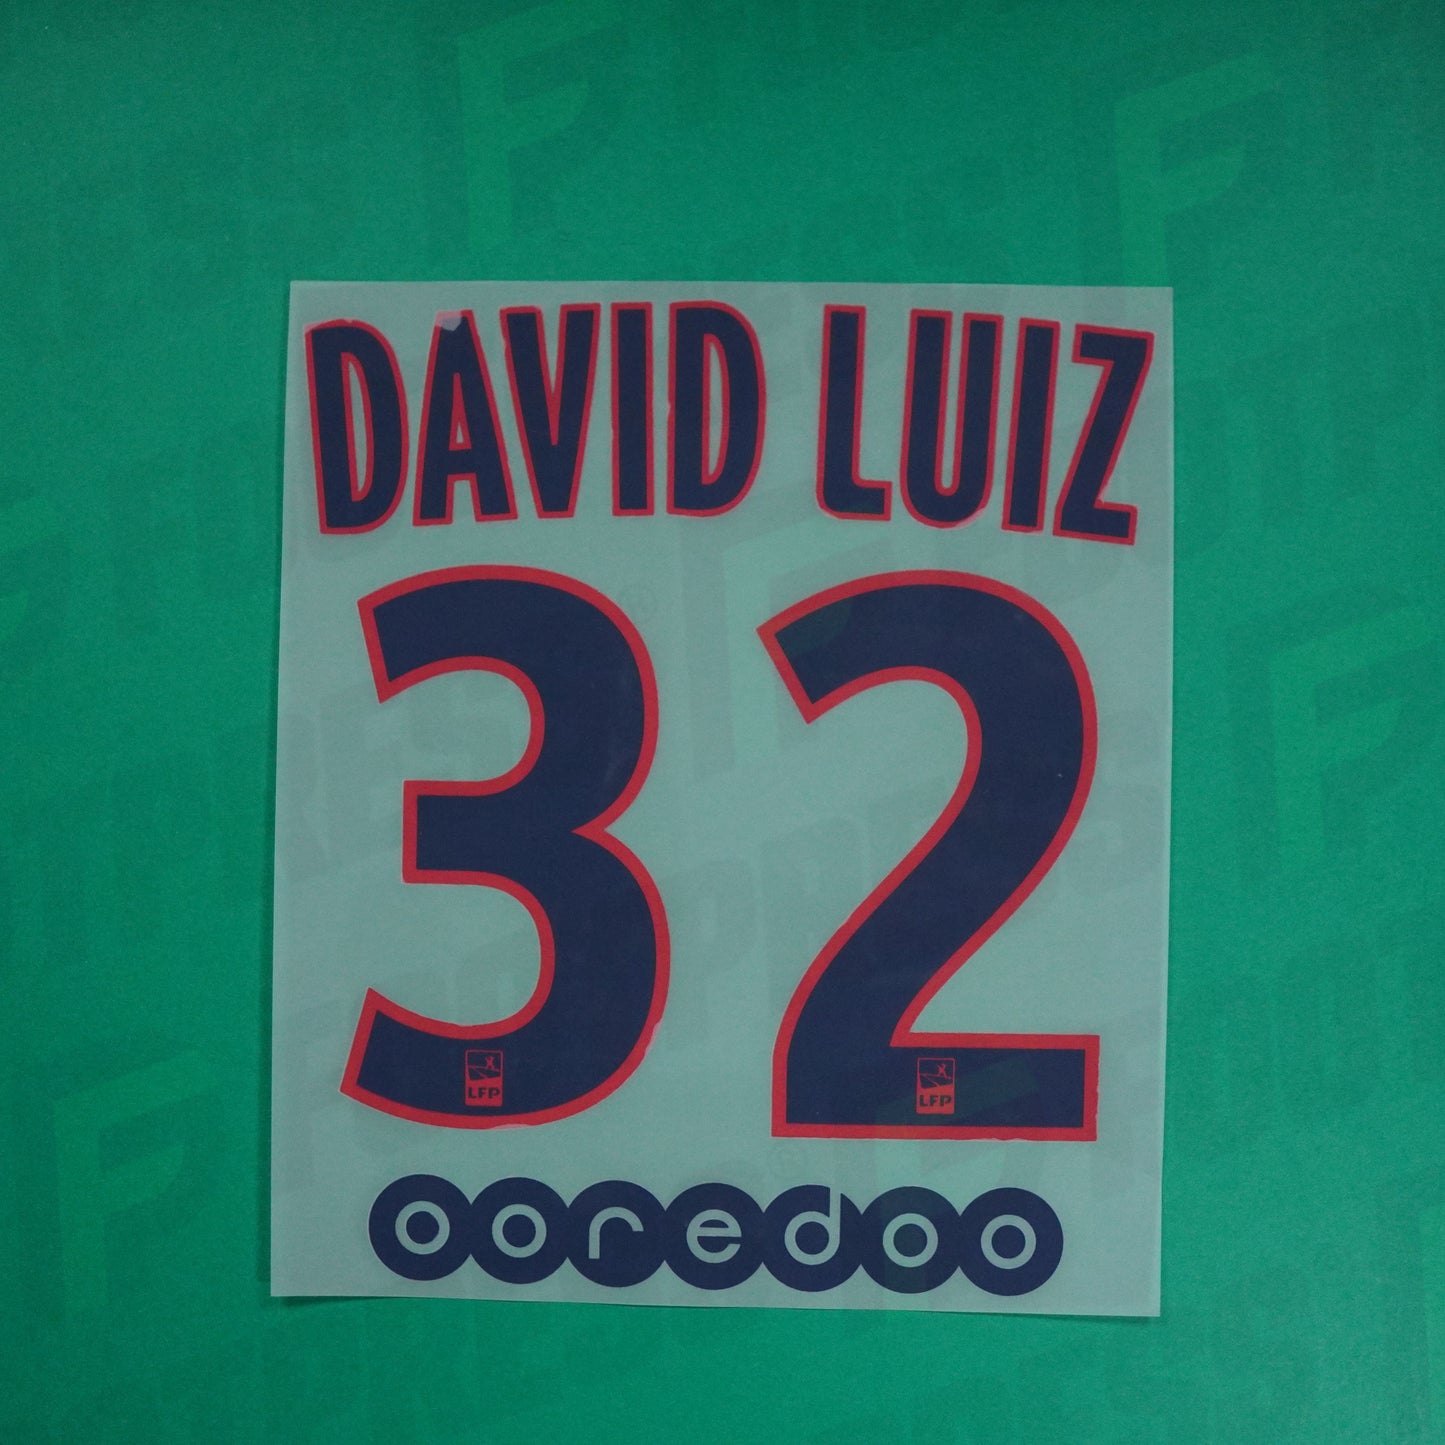 DAVID LUIZ
32
LFP LFP
ooredoo